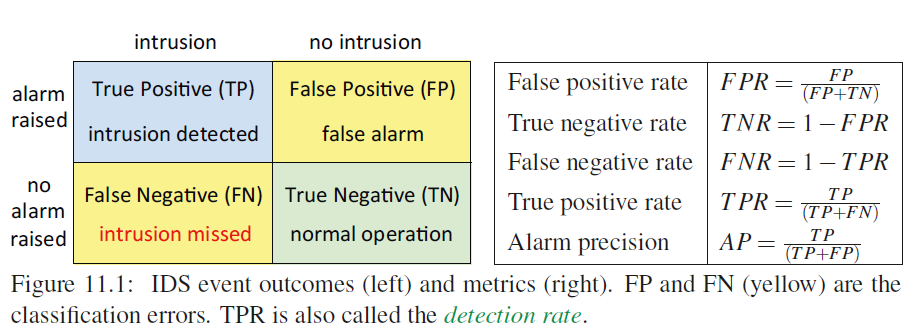 intrusion no intrusion
alarm raised
True Positive (TP)
intrusion detected
False Positive (FP)
false alarm
no alarm raised
False Negative (FN)
intrusion missed
True Negative (TN)
normal operation
False positive rate FPR = FP/(FP+TN)
True negative rate TNR = 1 − FPR
False negative rate FNR = 1 − TPR
True positive rate TPR = TP/(TP+FN)
Alarm precision AP = TP/(TP+FP)
Figure 11.1: IDS event outcomes (left) and metrics (right). FP and FN (yellow) are the
classification errors. TPR is also called the detection rate.